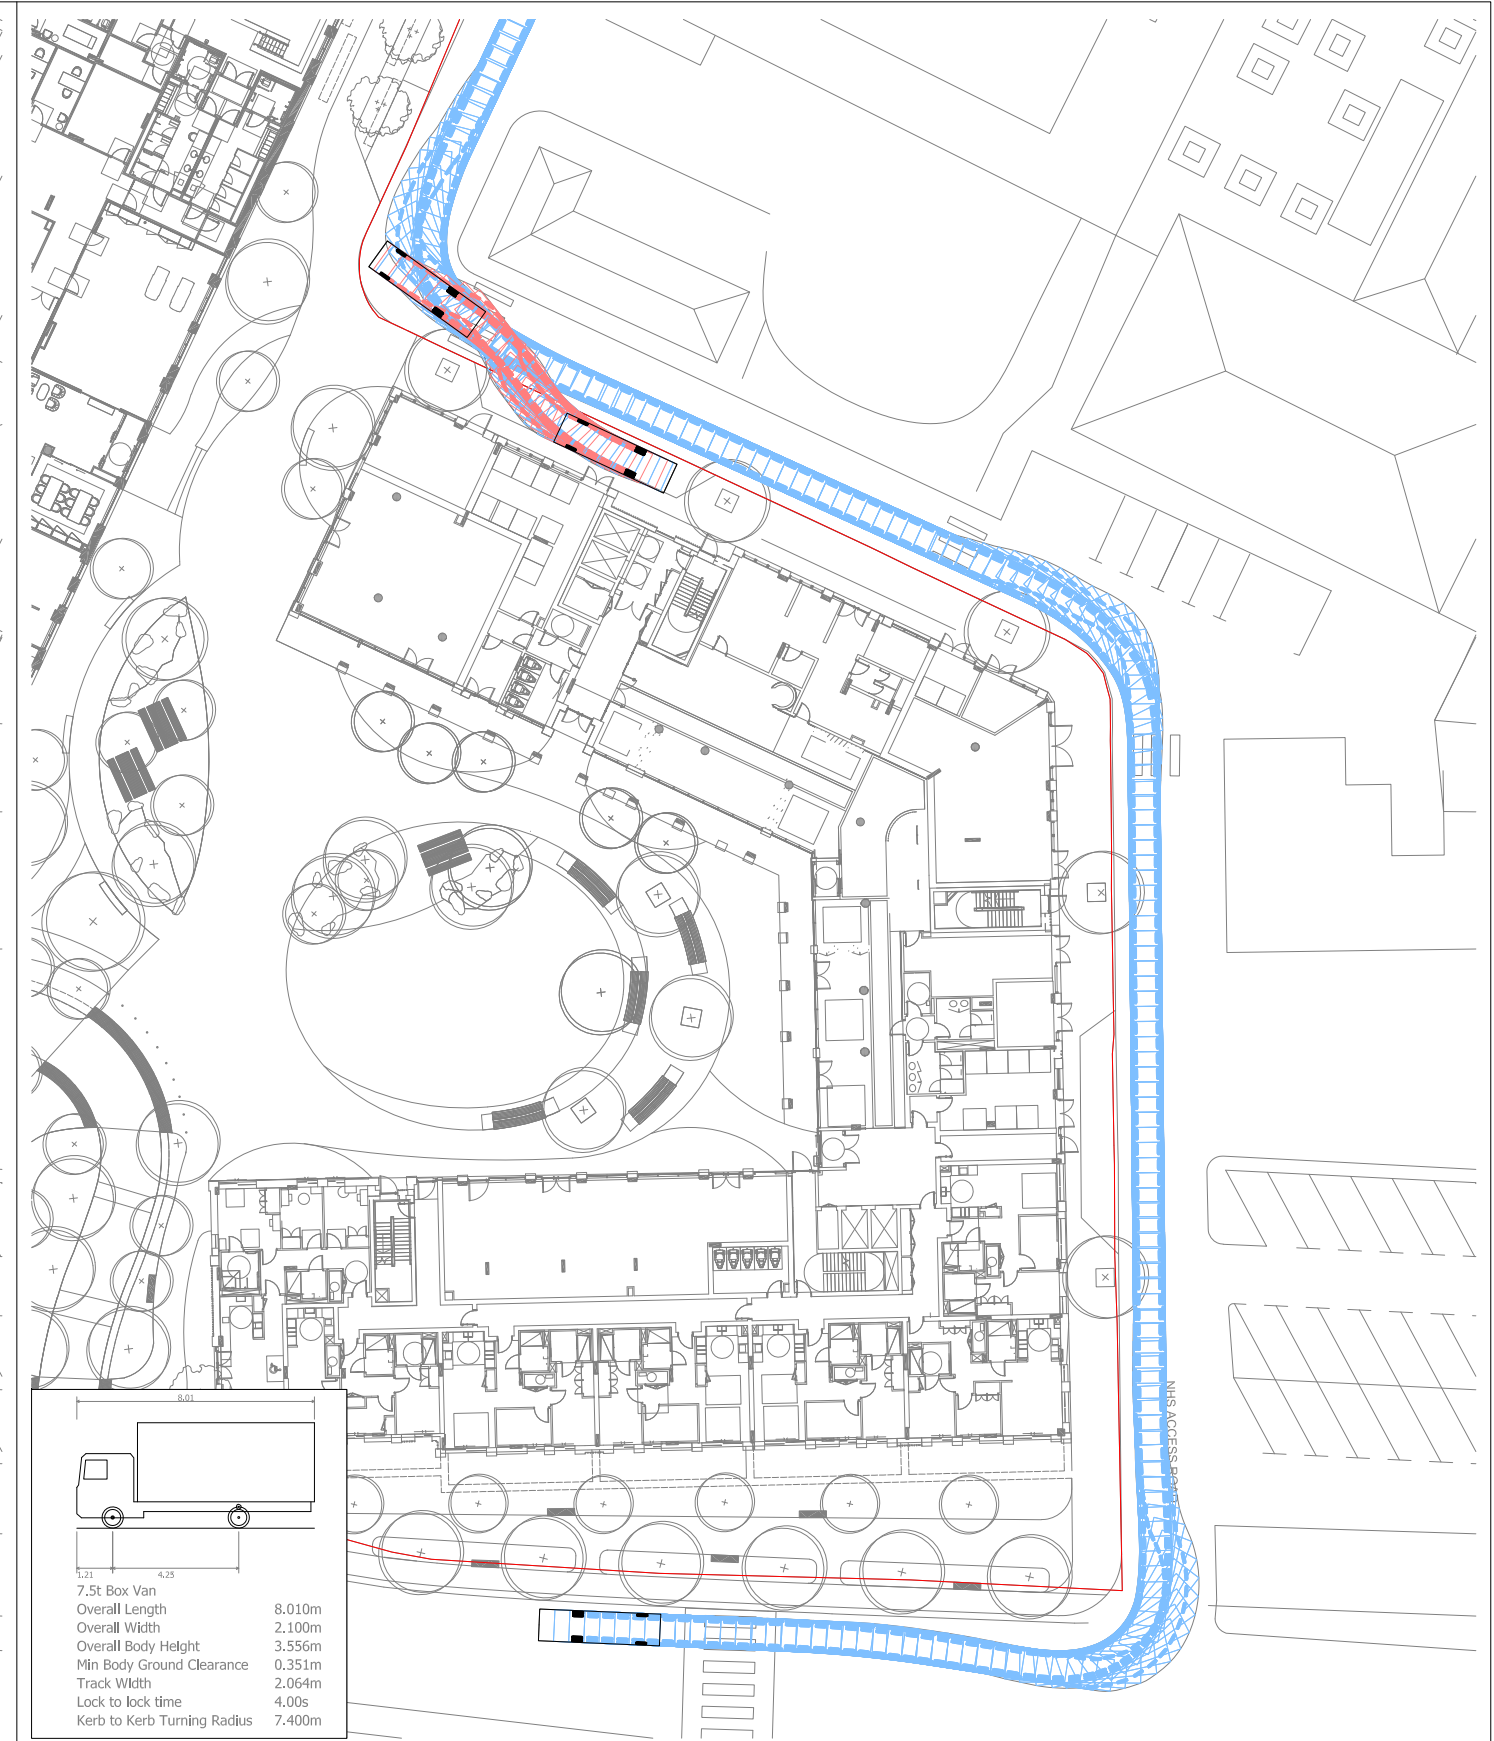 8.01
1.21 4.25
7.5t Box Van
Overall Length 8.010m
Overall Width 2.100m
Overall Body Height 3.556m
Min Body Ground Clearance 0.351m
Track Width 2.064m
Lock to lock time 4.00s
Kerb to Kerb Turning Radius 7.400m
NHS ACCESS ROAD